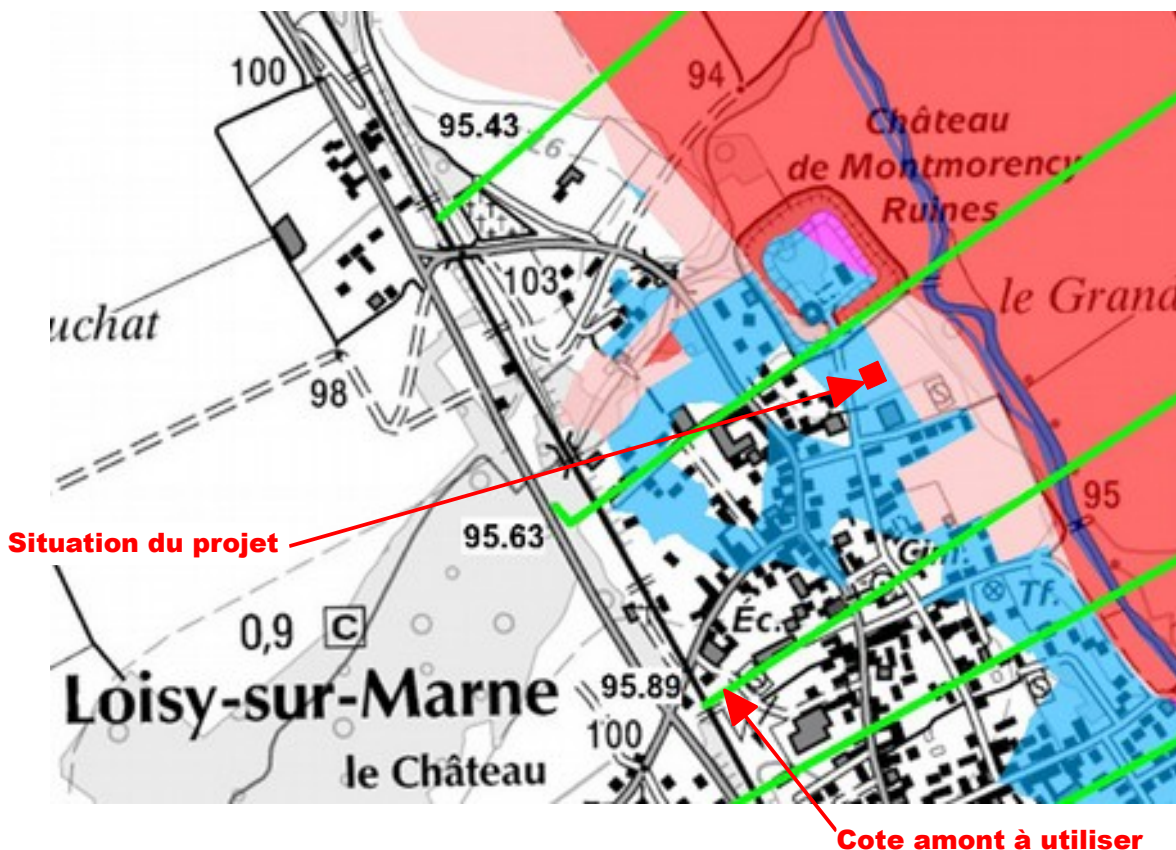 100
94
95.43
Château
de Montmorency
Ruines
103
le Grand
uchat
98
S
95
Situation du projet
95.63
Gim.
Tf.
0,9
C
Éc.
Loisy-sur-Marne
95.89
S
100
le Château
Cote amont à utiliser